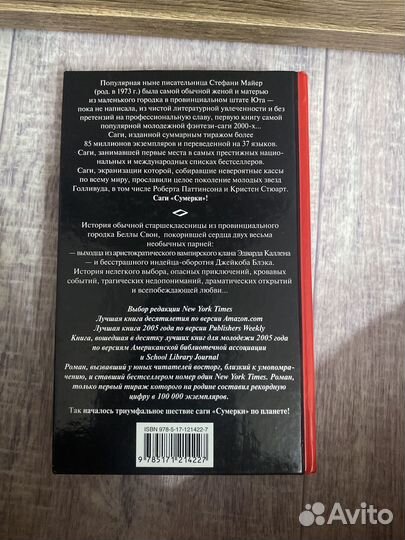 Популярная ныне писательница Стефани Майер
(род. в 1973 г.) была самой обычной женой и матерью
из маленького городка в провинциальном штате Юта —
пока не написала, из чистой литературной увлеченности и без
претензий на профессиональную славу, первую книгу самой
популярной молодежной фэнтези-саги 2000-х...
Саги, изданной суммарным тиражом более
85 миллионов экземпляров и переведенной на 37 языков.
Саги, занимавшей первые места в самых престижных нацио-
нальных и международных списках бестселлеров.
Саги, экранизации которой, собиравшие невероятные кассы
по всему миру, прославили целое поколение молодых звезд
Голливуда, в том числе Роберта Паттинсона и Кристен Стюарт.
Саги «Сумерки»!
История обычной старшеклассницы из провинциального
городка Беллы Свон, покорившей сердца двух весьма
необычных парней:
— выходца из аристократического вампирского клана Эдварда Каллена
— и бесстрашного индейца-оборотня Джейкоба Блэка.
История нелегкого выбора, опасных приключений, кровавых
событий, трагических недопониманий, драматических открытий
и всепобеждающей любви...
Выбор редакции New York Times
Лучшая книга десятилетия по версии Amazon.com
Лучшая книга 2005 года по версии Publishers Weekly
Книга, вошедшая в десятку лучших книг для молодежи 2005 года
по версиям Американской библиотечной ассоциации
и School Library Journal
Роман, вызвавший у юных читателей восторг, близкий к умопомра-
чению, и ставший бестселлером номер один New York Times. Роман,
только первый тираж которого на родине составил рекордную
цифру в 100 000 экземпляров.
Так началось триумфальное шествие саги «Сумерки» по планете!
ISBN 978-5-17-121422-7
9 785171 214227
Avito